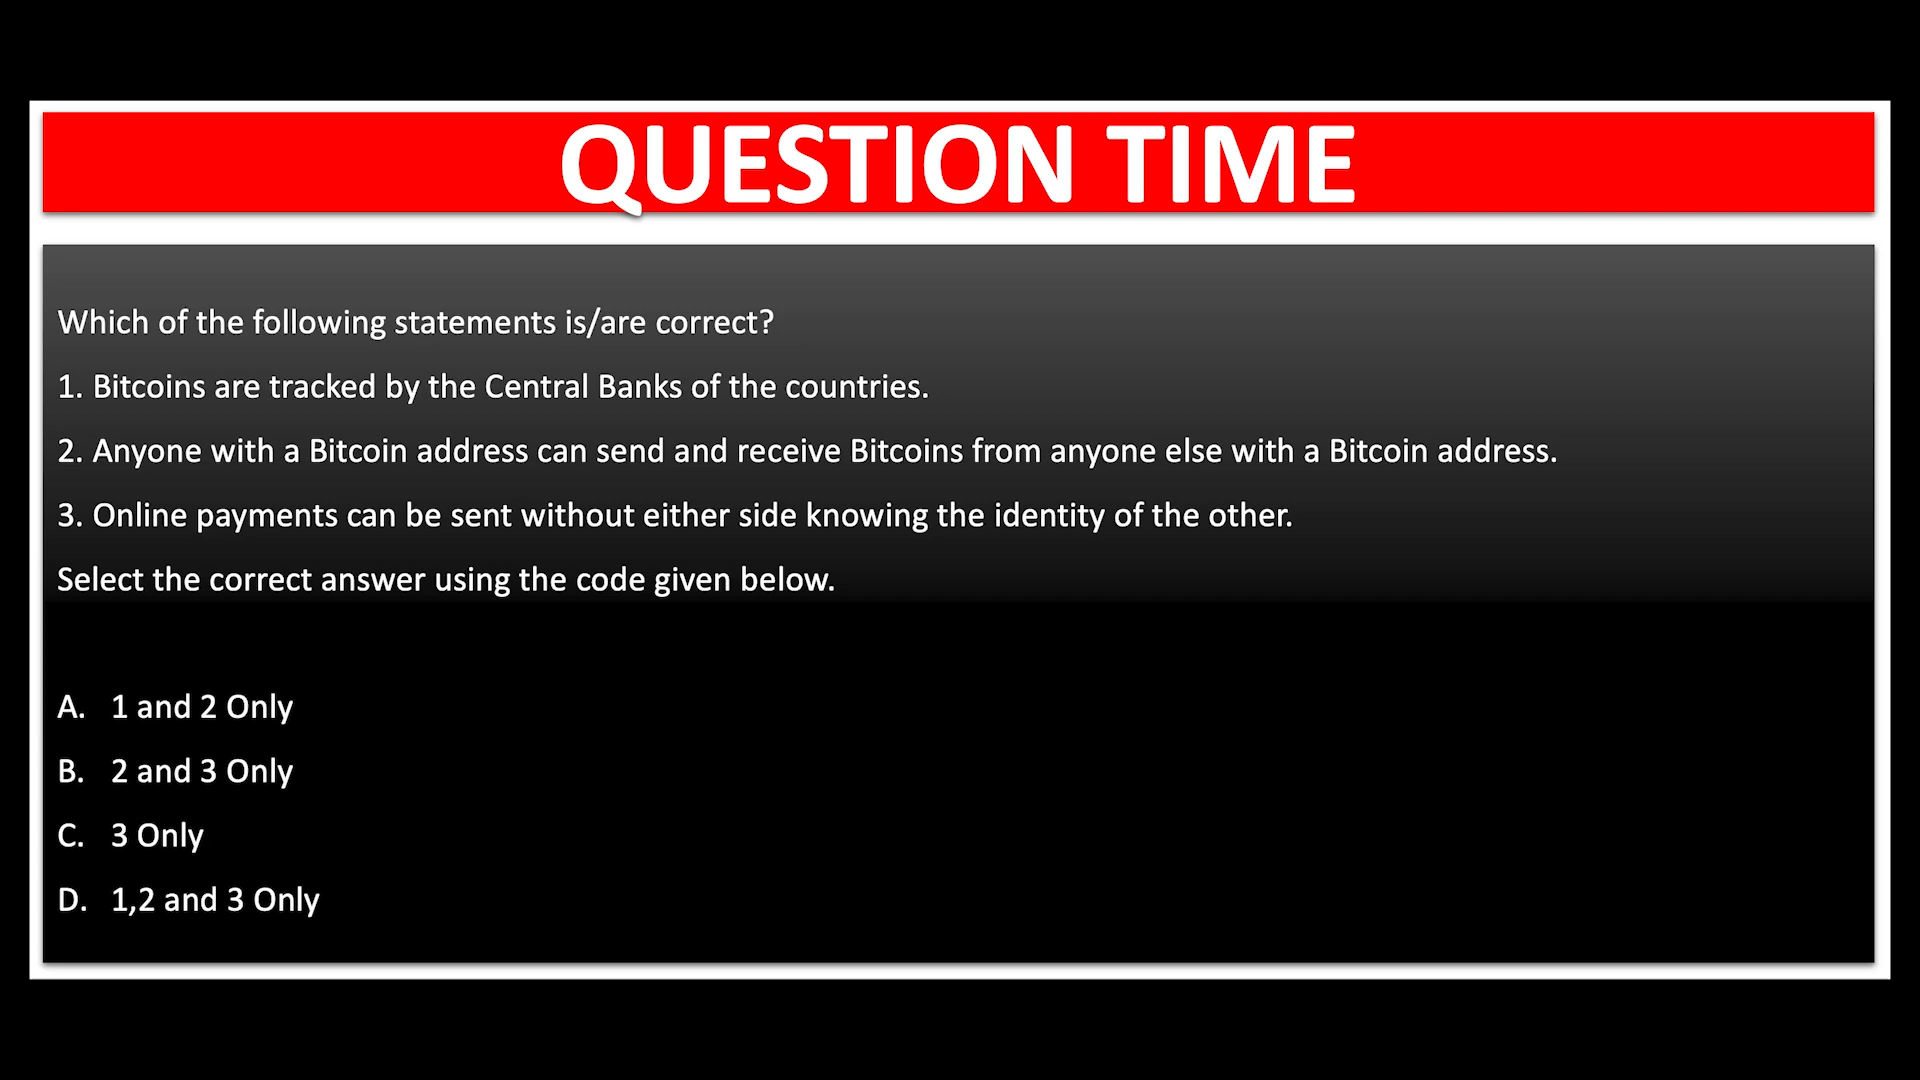 QUESTION TIME
Which of the following statements is/are correct?
1. Bitcoins are tracked by the Central Banks of the countries.
2. Anyone with a Bitcoin address can send and receive Bitcoins from anyone else with a Bitcoin address.
3. Online payments can be sent without either side knowing the identity of the other.
Select the correct answer using the code given below.
A. 1 and 2 Only
B. 2 and 3 Only
C. 3 Only
D. 1,2 and 3 Only